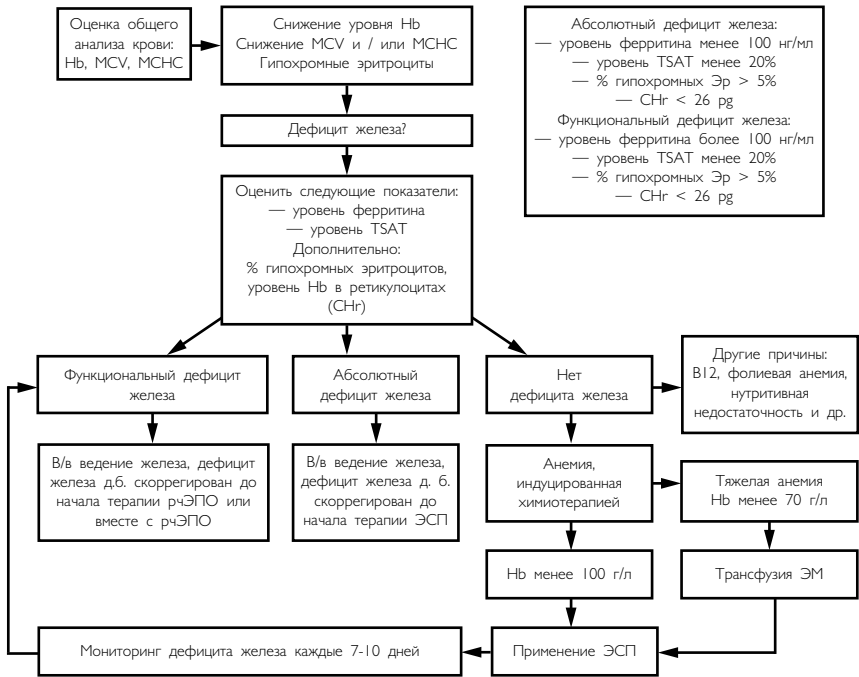 Оценка общего
анализа крови:
Hb, MCV, MCHC
Снижение уровня Hb
Снижение MCV и / или MCHC
Гипохромные эритроциты
Абсолютный дефицит железа:
— уровень ферритина менее 100 нг/мл
— уровень TSAT менее 20%
— % гипохромных Эр > 5%
— CHr < 26 pg
Функциональный дефицит железа:
— уровень ферритина более 100 нг/мл
— уровень TSAT менее 20%
— % гипохромных Эр > 5%
— CHr < 26 pg
Дефицит железа?
Оценить следующие показатели:
— уровень ферритина
— уровень TSAT
Дополнительно:
% гипохромных эритроцитов,
уровень Hb в ретикулоцитах
(CHr)
Функциональный дефицит
железа
Абсолютный
дефицит железа
Нет
дефицита железа
Другие причины:
B12, фолиевая анемия,
нутритивная
недостаточность и др.
В/в ведение железа, дефицит
железа д.б. скоррегирован до
начала терапии рчЭПО или
вместе с рчЭПО
В/в ведение железа,
дефицит железа д. б.
скоррегирован до
начала терапии ЭСП
Анемия,
индуцированная
химиотерапией
Тяжелая анемия
Hb менее 70 г/л
Hb менее 100 г/л
Трансфузия ЭМ
Мониторинг дефицита железа каждые 7-10 дней
Применение ЭСП